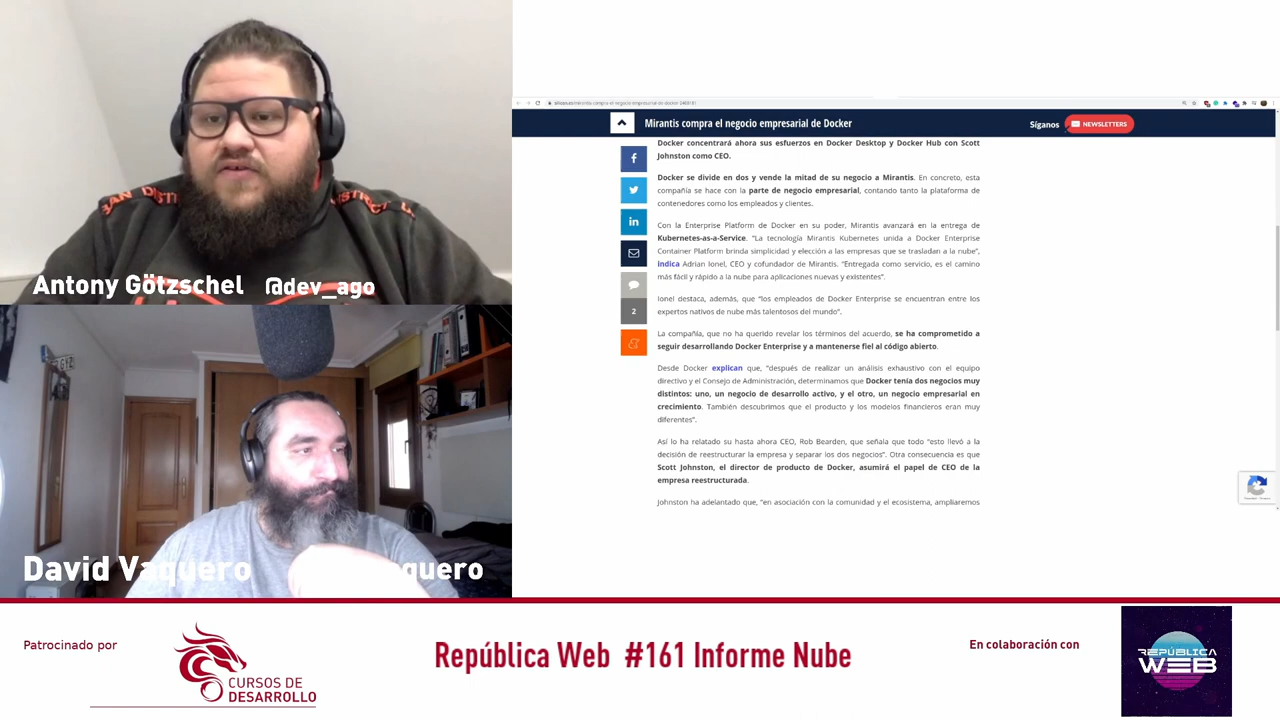 Antony Götzschel @dev_ago
David Vaquero
quero
Mirantis compra el negocio empresarial de Docker
Síganos
NEWSLETTERS
2
Docker concentrará ahora sus esfuerzos en Docker Desktop y Docker Hub con Scott
Johnston como CEO.
Docker se divide en dos y vende la mitad de su negocio a Mirantis. En concreto, esta
compañía se hace con la parte de negocio empresarial, contando tanto la plataforma de
contenedores como los empleados y clientes.
Con la Enterprise Platform de Docker en su poder, Mirantis avanzará en la entrega de
Kubernetes-as-a-Service. “La tecnología Mirantis Kubernetes unida a Docker Enterprise
Container Platform brinda simplicidad y elección a las empresas que se trasladan a la nube”,
indica Adrian Ionel, CEO y cofundador de Mirantis. “Entregada como servicio, es el camino
más fácil y rápido a la nube para aplicaciones nuevas y existentes”.
Ionel destaca, además, que “los empleados de Docker Enterprise se encuentran entre los
expertos nativos de nube más talentosos del mundo”.
La compañía, que no ha querido revelar los términos del acuerdo, se ha comprometido a
seguir desarrollando Docker Enterprise y a mantenerse fiel al código abierto.
Desde Docker explican que, “después de realizar un análisis exhaustivo con el equipo
directivo y el Consejo de Administración, determinamos que Docker tenía dos negocios muy
distintos: uno, un negocio de desarrollo activo, y el otro, un negocio empresarial en
crecimiento. También descubrimos que el producto y los modelos financieros eran muy
diferentes”.
Así lo ha relatado su hasta ahora CEO, Rob Bearden, que señala que todo “esto llevó a la
decisión de reestructurar la empresa y separar los dos negocios”. Otra consecuencia es que
Scott Johnston, el director de producto de Docker, asumirá el papel de CEO de la
empresa reestructurada.
Johnston ha adelantado que, “en asociación con la comunidad y el ecosistema, ampliaremos
Patrocinado por
CURSOS DE
DESARROLLO
República Web #161 Informe Nube
En colaboración con
REPÚBLICA
WEB